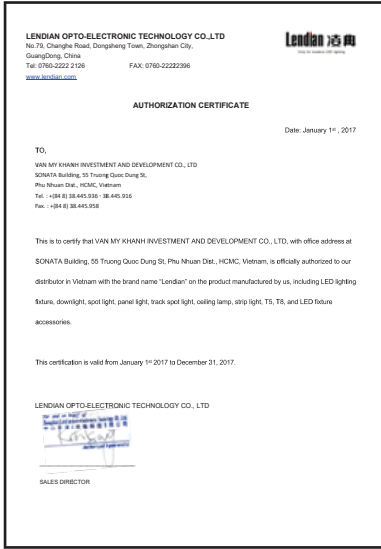 LENDIAN OPTO-ELECTRONIC TECHNOLOGY CO.,LTD
No.79, Changhe Road, Dongsheng Town, Zhongshan City,
GuangDong, China
Tel: 0760-2222 2126 FAX: 0760-22222396
www.lendian.com
Lendian 凌典
AUTHORIZATION CERTIFICATE
Date: January 1st , 2017
TO,
VAN MY KHANH INVESTMENT AND DEVELOPMENT CO., LTD
SONATA Building, 55 Truong Quoc Dung St,
Phu Nhuan Dist., HCMC, Vietnam
Tel. : +(84 8) 38.445.936 - 38.445.916
Fax. : +(84 8) 38.445.958
This is to certify that VAN MY KHANH INVESTMENT AND DEVELOPMENT CO., LTD, with office address at
SONATA Building, 55 Truong Quoc Dung St, Phu Nhuan Dist., HCMC, Vietnam, is officially authorized to our
distributor in Vietnam with the brand name “Lendian” on the product manufactured by us, including LED lighting
fixture, downlight, spot light, panel light, track spot light, ceiling lamp, strip light, T5, T8, and LED fixture
accessories.
This certification is valid from January 1st 2017 to December 31, 2017.
LENDIAN OPTO-ELECTRONIC TECHNOLOGY CO., LTD
For and on behalf of
SALES DIRECTOR